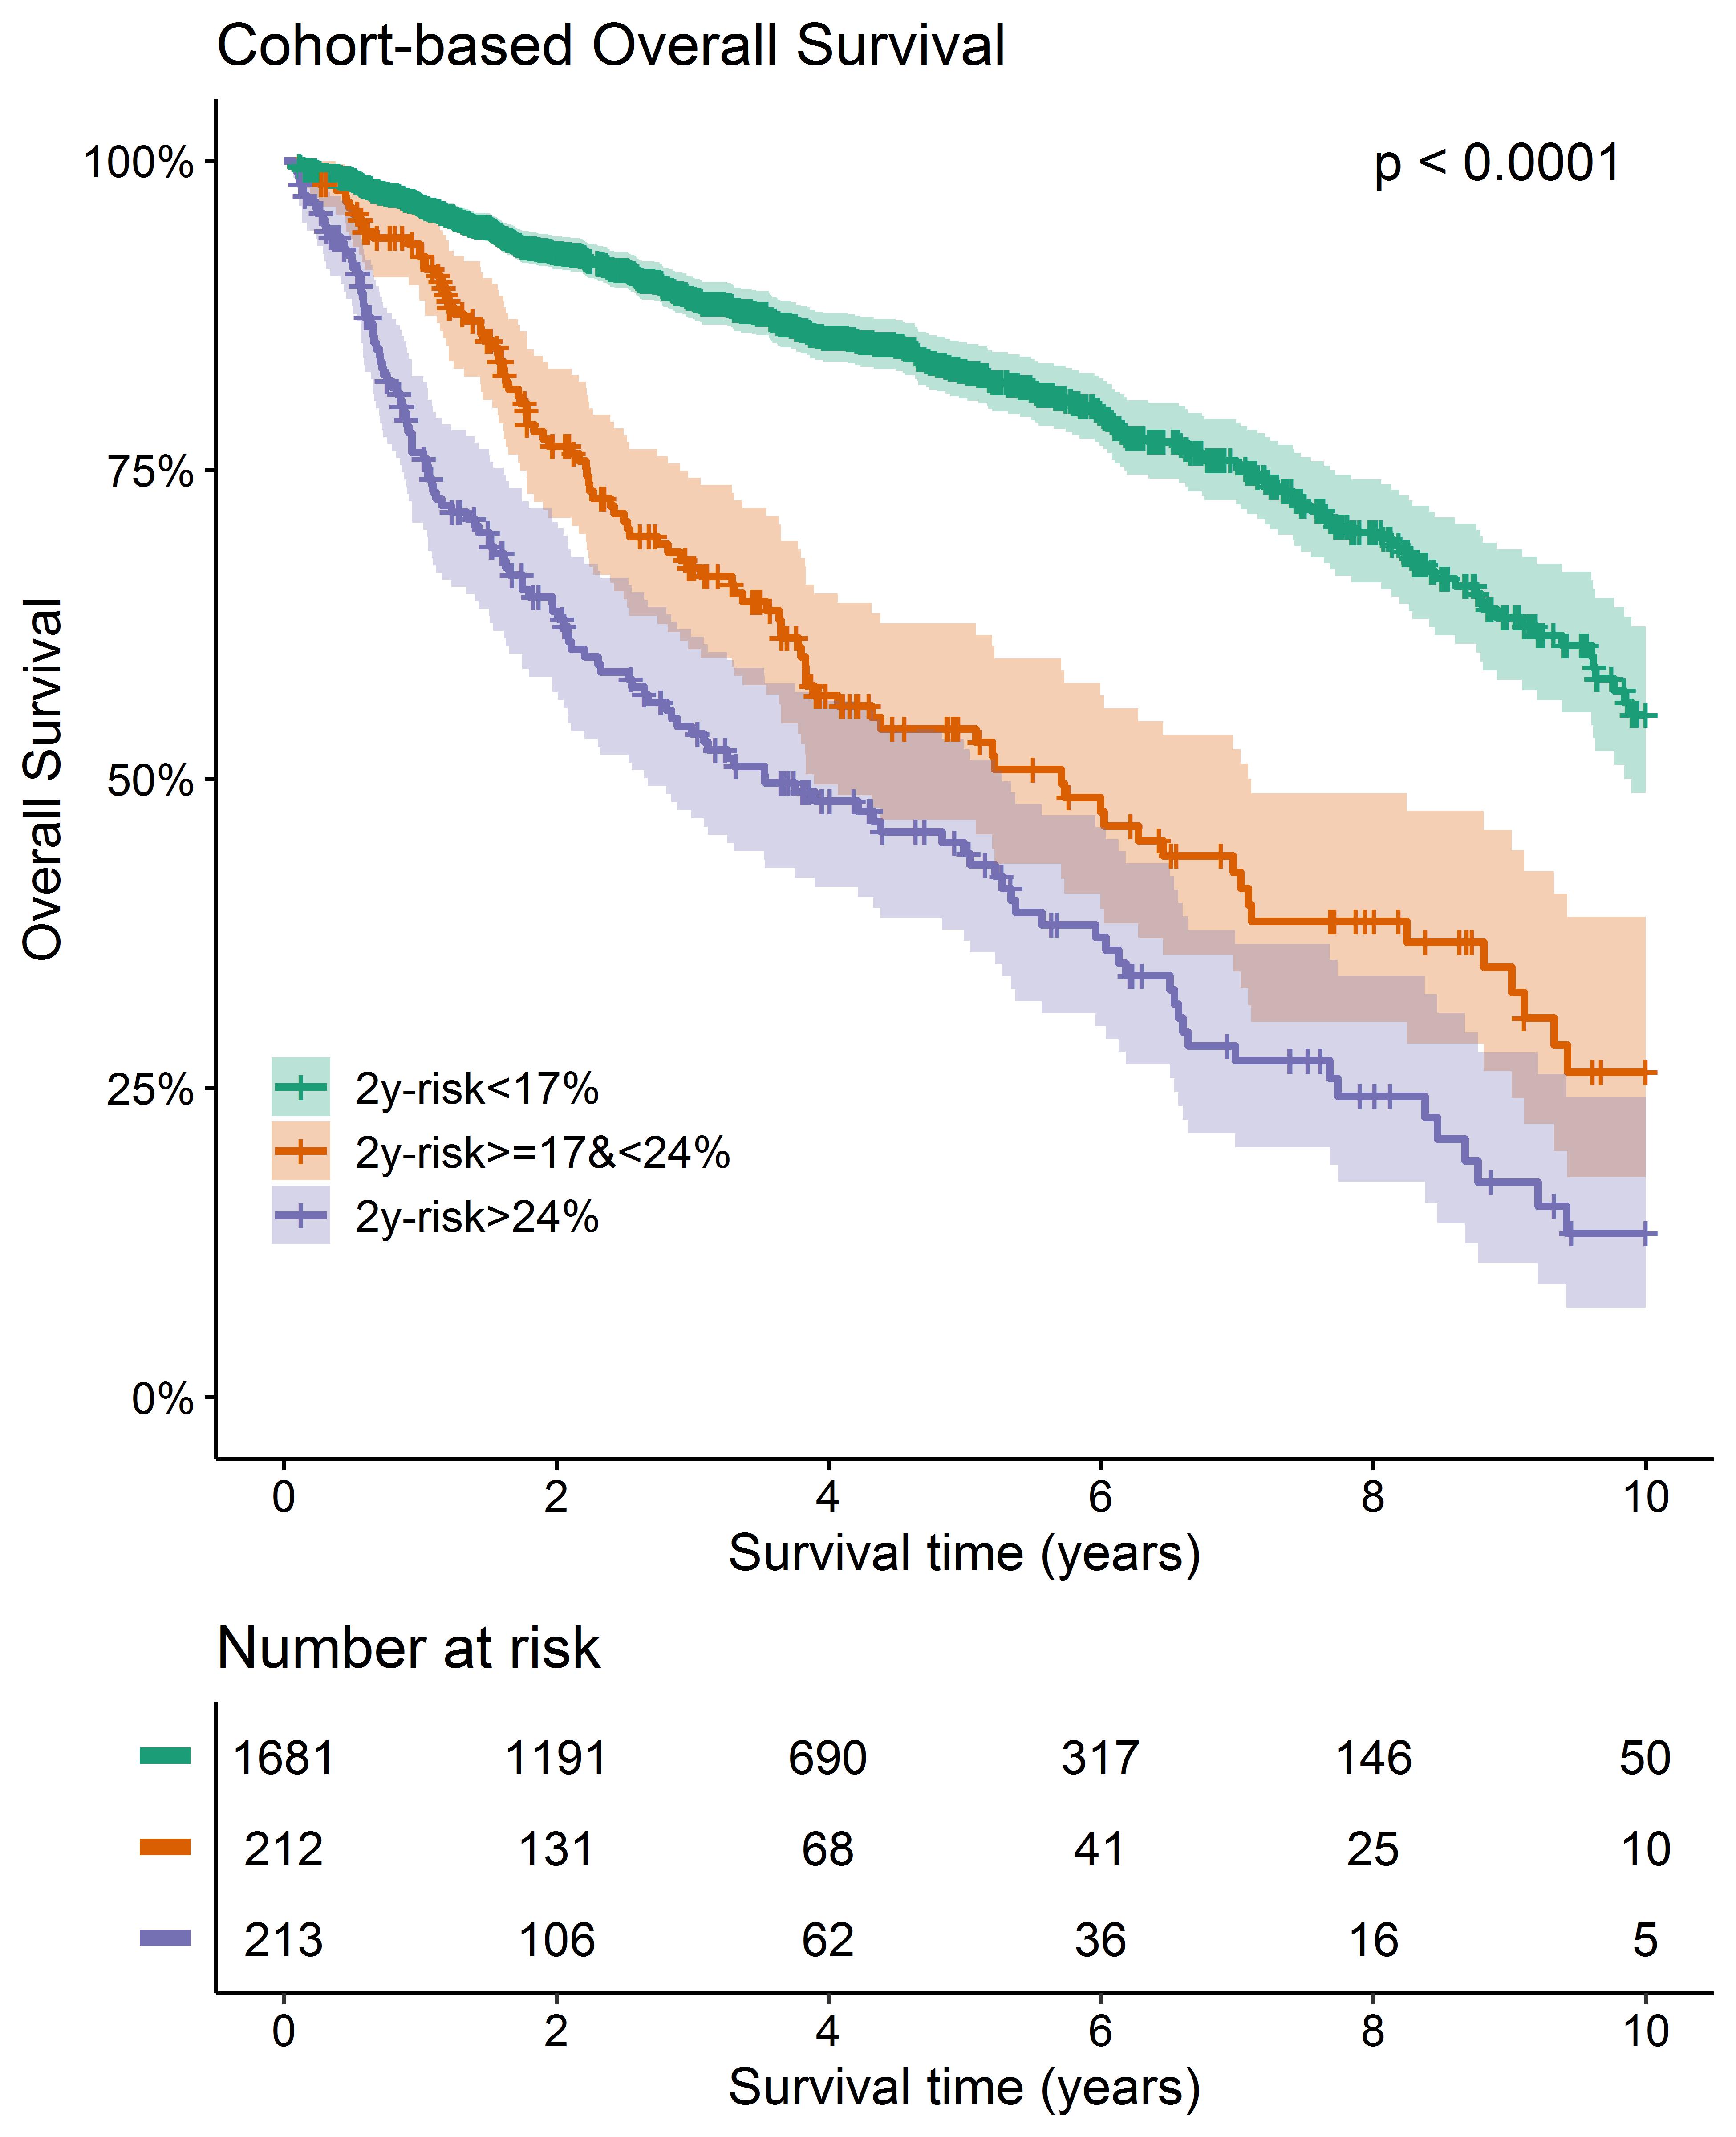 Cohort-based Overall Survival
p < 0.0001
100%
75%
50%
25%
0%
Overall Survival
2y-risk<17%
2y-risk>=17&<24%
2y-risk>24%
0 2 4 6 8 10
Survival time (years)
Number at risk
1681 1191 690 317 146 50
212 131 68 41 25 10
213 106 62 36 16 5
0 2 4 6 8 10
Survival time (years)